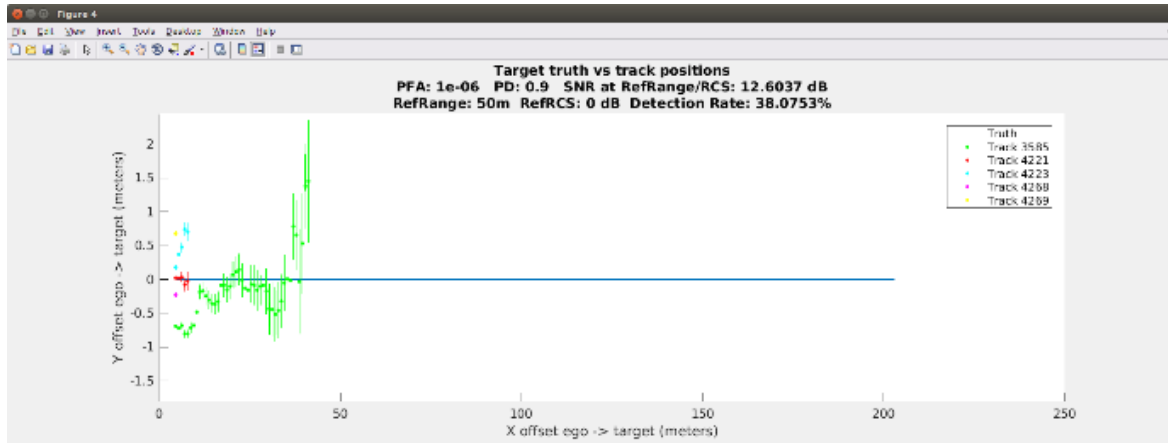 Figure 4
File Edit View Insert Tools Desktop Window Help
Target truth vs track positions
PFA: 1e-06 PD: 0.9 SNR at RefRange/RCS: 12.6037 dB
RefRange: 50m RefRCS: 0 dB Detection Rate: 38.0753%
Truth
Track 3585
Track 4221
Track 4223
Track 4268
Track 4269
Y offset ego -> target (meters)
2
1.5
1
0.5
0
-0.5
-1
-1.5
0 50 100 150 200 250
X offset ego -> target (meters)